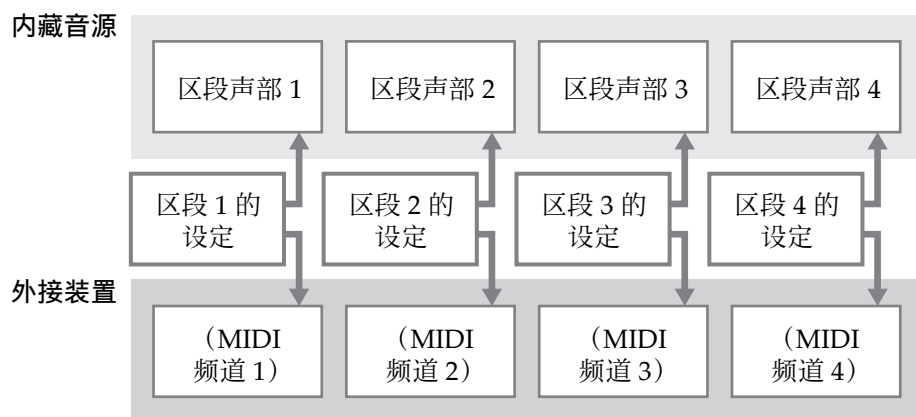 内藏音源
区段声部 1
区段声部 2
区段声部 3
区段声部 4
区段 1 的
设定
区段 2 的
设定
区段 3 的
设定
区段 4 的
设定
外接装置
（MIDI
频道 1）
（MIDI
频道 2）
（MIDI
频道 3）
（MIDI
频道 4）